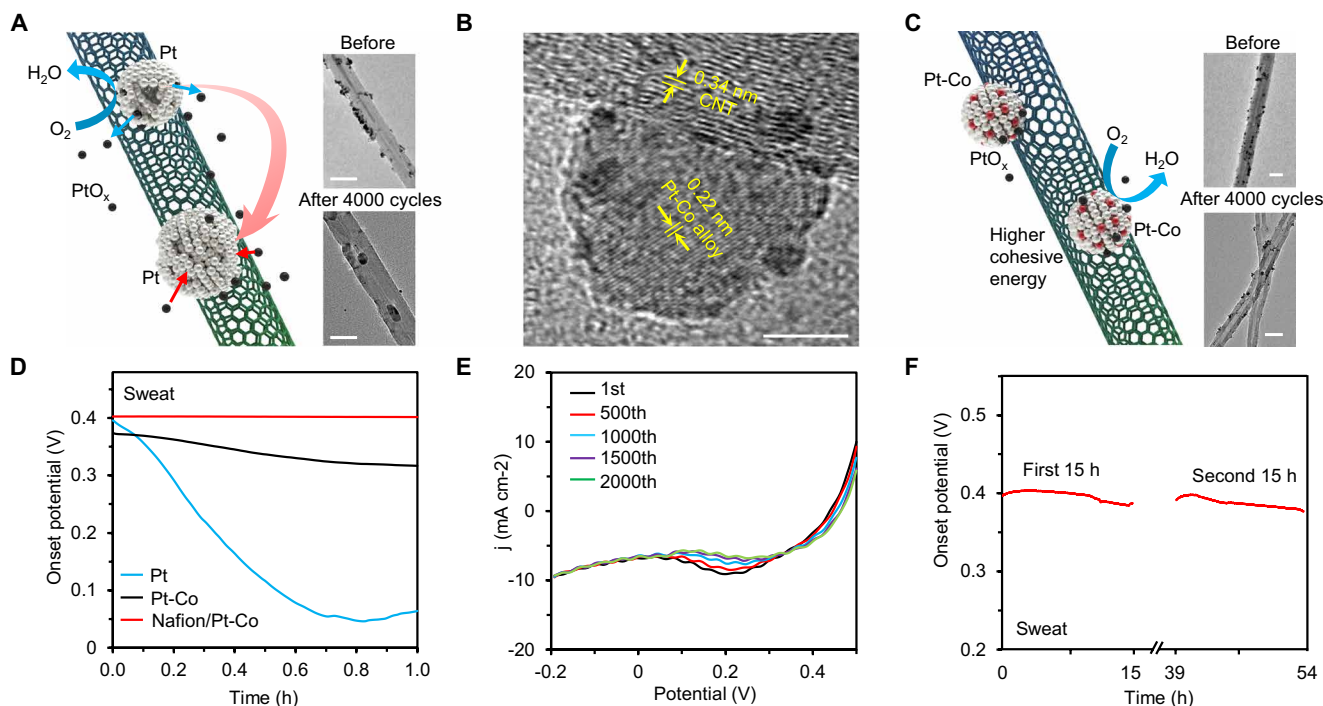 A
Pt
H₂O
O₂
PtOₓ
Pt
Before
After 4000 cycles
B
0.34 nm
CNT
0.22 nm
Pt-Co alloy
C
Pt-Co
PtOₓ
O₂
H₂O
Pt-Co
Higher
cohesive
energy
Before
After 4000 cycles
D
Sweat
Onset potential (V)
0.4
0.3
0.2
0.1
0
Pt
Pt-Co
Nafion/Pt-Co
0.0 0.2 0.4 0.6 0.8 1.0
Time (h)
E
j (mA cm-2)
20
10
0
-10
-20
1st
500th
1000th
1500th
2000th
-0.2 0 0.2 0.4
Potential (V)
F
Onset potential (V)
0.5
0.4
0.3
0.2
First 15 h
Second 15 h
Sweat
0 15 39 54
Time (h)